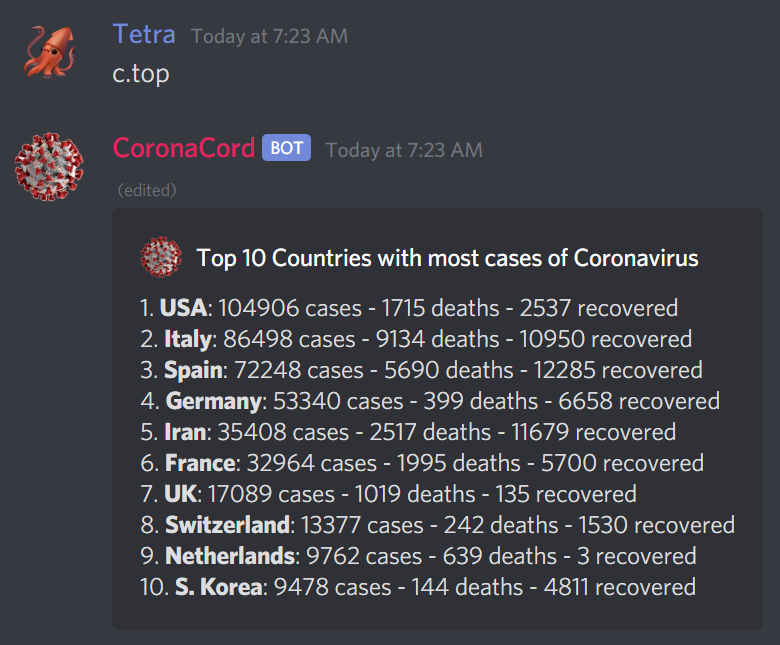 Tetra Today at 7:23 AM
c.top
CoronaCord BOT Today at 7:23 AM
(edited)
Top 10 Countries with most cases of Coronavirus
1. USA: 104906 cases - 1715 deaths - 2537 recovered
2. Italy: 86498 cases - 9134 deaths - 10950 recovered
3. Spain: 72248 cases - 5690 deaths - 12285 recovered
4. Germany: 53340 cases - 399 deaths - 6658 recovered
5. Iran: 35408 cases - 2517 deaths - 11679 recovered
6. France: 32964 cases - 1995 deaths - 5700 recovered
7. UK: 17089 cases - 1019 deaths - 135 recovered
8. Switzerland: 13377 cases - 242 deaths - 1530 recovered
9. Netherlands: 9762 cases - 639 deaths - 3 recovered
10. S. Korea: 9478 cases - 144 deaths - 4811 recovered